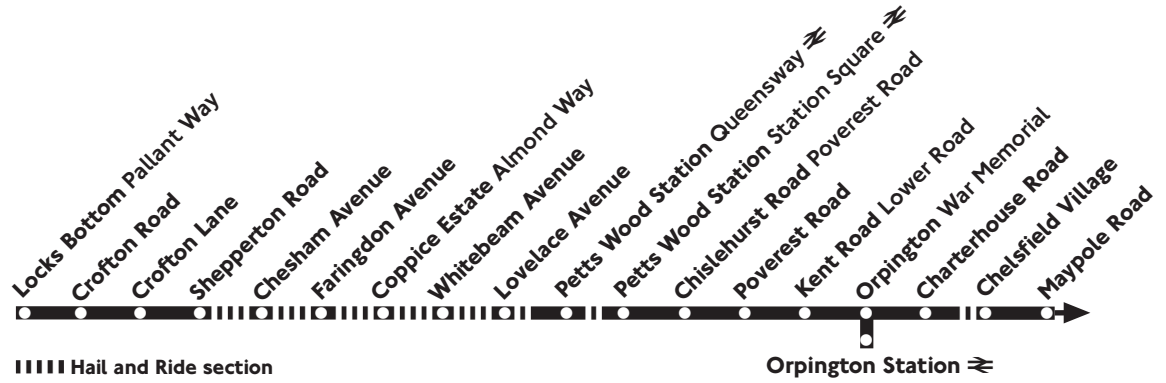 Locks Bottom Pallant Way
Crofton Road
Crofton Lane
Shepperton Road
Chesham Avenue
Faringdon Avenue
Coppice Estate Almond Way
Whitebeam Avenue
Lovelace Avenue
Petts Wood Station Queensway
Petts Wood Station Station Square
Chislehurst Road Poverest Road
Poverest Road
Kent Road Lower Road
Orpington War Memorial
Charterhouse Road
Chelsfield Village
Maypole Road
Hail and Ride section
Orpington Station